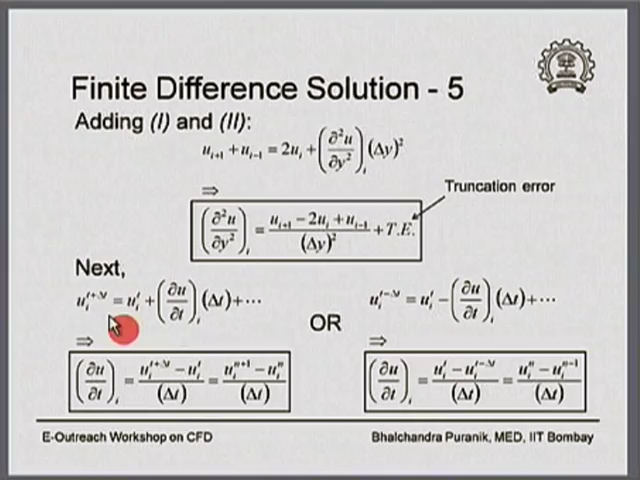 Finite Difference Solution - 5
Adding (I) and (II):
u_{i+1} + u_{i-1} = 2u_i + (∂²u/∂y²)_i (Δy)²
⇒
Truncation error
(∂²u/∂y²)_i = (u_{i+1} − 2u_i + u_{i-1})/(Δy)² + T.E.
Next,
u_i^{t+Δt} = u_i^t + (∂u/∂t)_i (Δt) + ⋯
OR
u_i^{t−Δt} = u_i^t − (∂u/∂t)_i (Δt) + ⋯
⇒
⇒
(∂u/∂t)_i = (u_i^{t+Δt} − u_i^t)/(Δt) = (u_i^{n+1} − u_i^n)/(Δt)
(∂u/∂t)_i = (u_i^t − u_i^{t−Δt})/(Δt) = (u_i^n − u_i^{n−1})/(Δt)
E-Outreach Workshop on CFD
Bhalchandra Puranik, MED, IIT Bombay